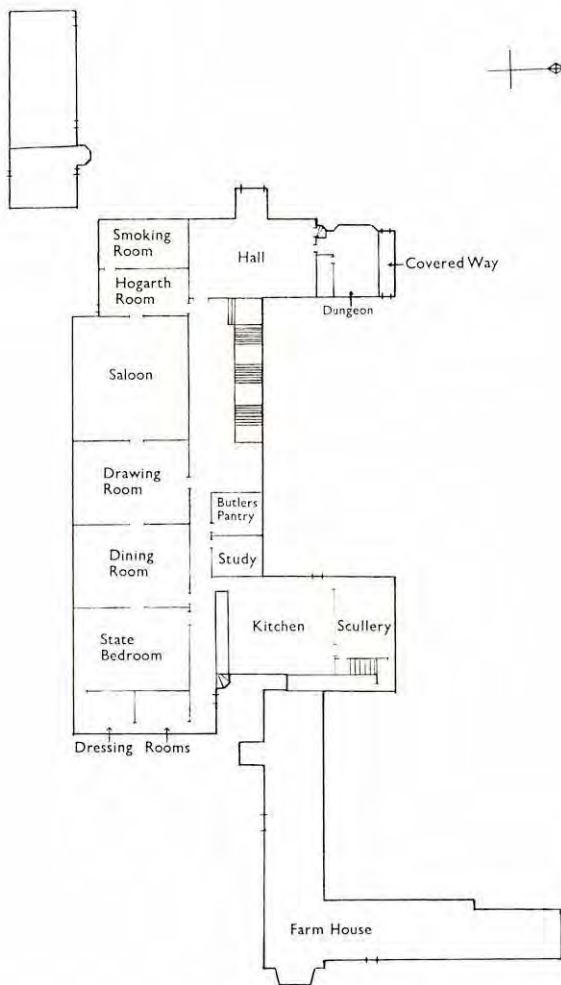 Smoking
Room
Hall
Hogarth
Room
Covered Way
Dungeon
Saloon
Drawing
Room
Butlers
Pantry
Study
Dining
Room
Kitchen
Scullery
State
Bedroom
Dressing Rooms
Farm House